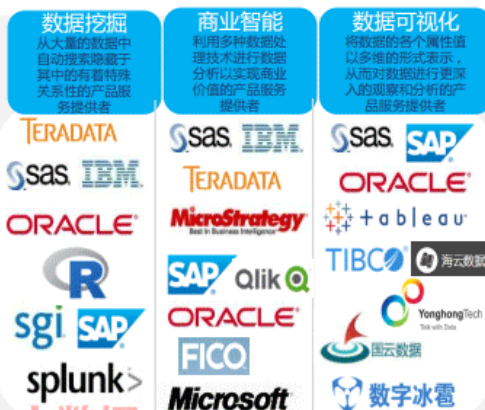 数据挖掘
从大量的数据中
自动搜索隐藏于
其中的有着特殊
关系性的产品服
务提供者
TERADATA
sas IBM
ORACLE
R
sgi SAP
splunk>
商业智能
利用多种数据处
理技术进行数据
分析以实现商业
价值的产品服务
提供者
sas IBM
TERADATA
MicroStrategy
Best in Business Intelligence
SAP Qlik
ORACLE
FICO
Microsoft
数据可视化
将数据的各个属性值
以多维的形式表示，
从而对数据进行更深
入的观察和分析的产
品服务提供者
sas SAP
ORACLE
+ableau
TIBCO 海云数据
YonghongTech
Talk with Data
国云数据
数字冰雹